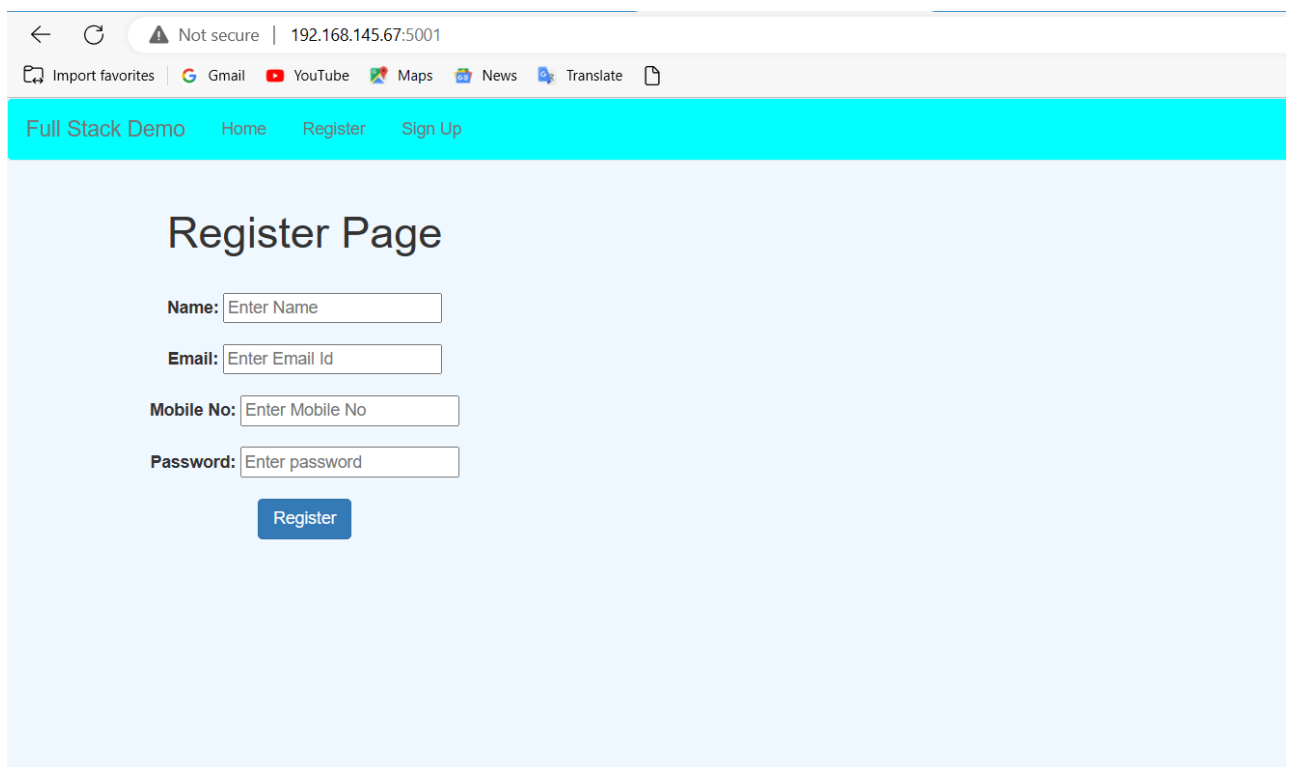 Not secure | 192.168.145.67:5001
Import favorites G Gmail YouTube Maps News Translate
Full Stack Demo Home Register Sign Up
Register Page
Name: Enter Name
Email: Enter Email Id
Mobile No: Enter Mobile No
Password: Enter password
Register